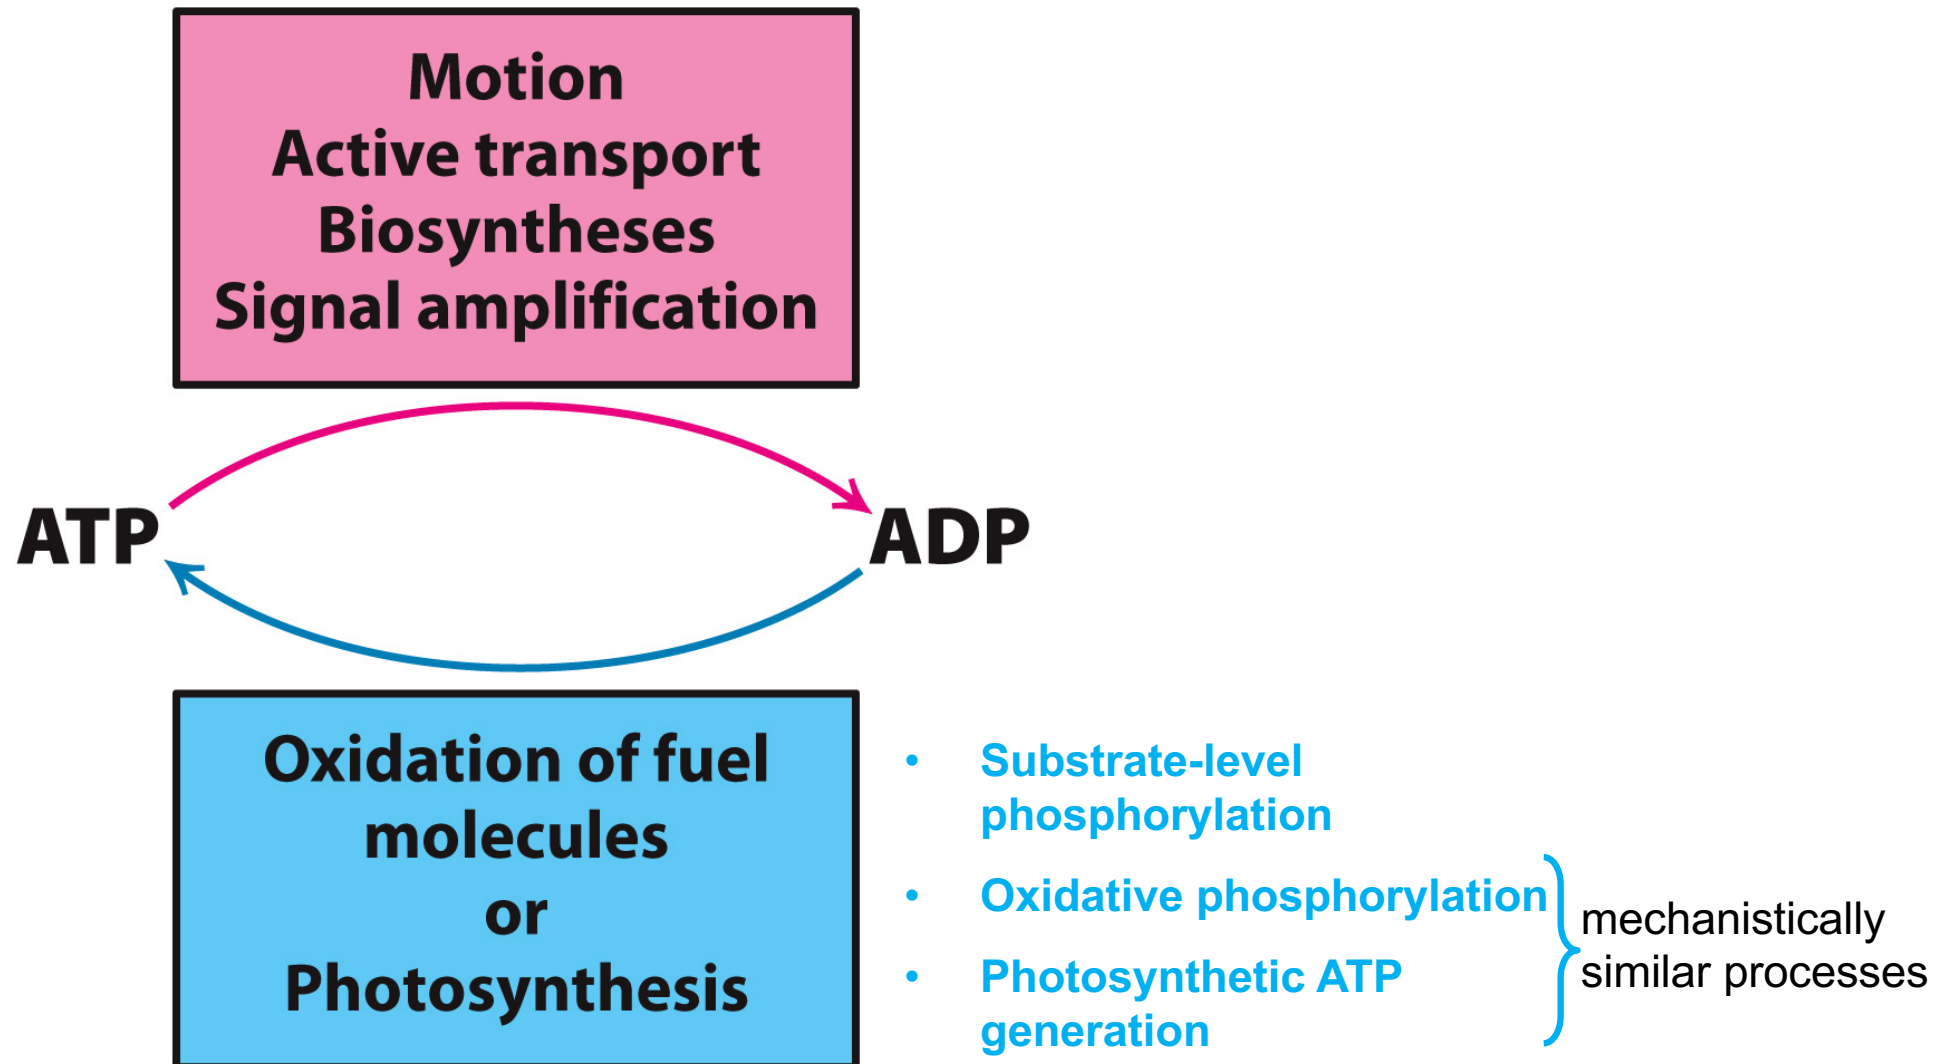 Motion
Active transport
Biosyntheses
Signal amplification
ATP
ADP
Oxidation of fuel
molecules
or
Photosynthesis
• Substrate-level
phosphorylation
• Oxidative phosphorylation
• Photosynthetic ATP
generation
mechanistically
similar processes